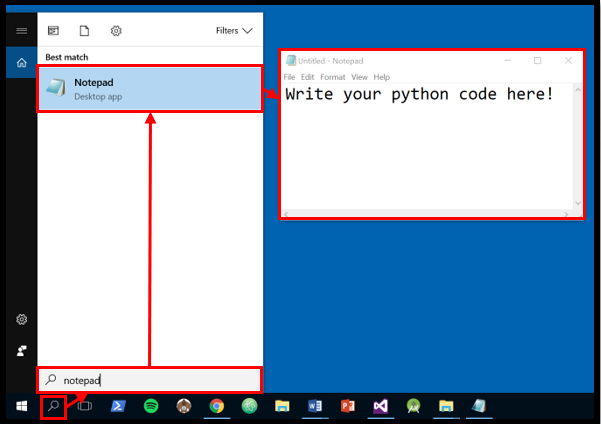 Filters
Best match
Notepad
Desktop app
Untitled - Notepad
File Edit Format View Help
Write your python code here!
notepad